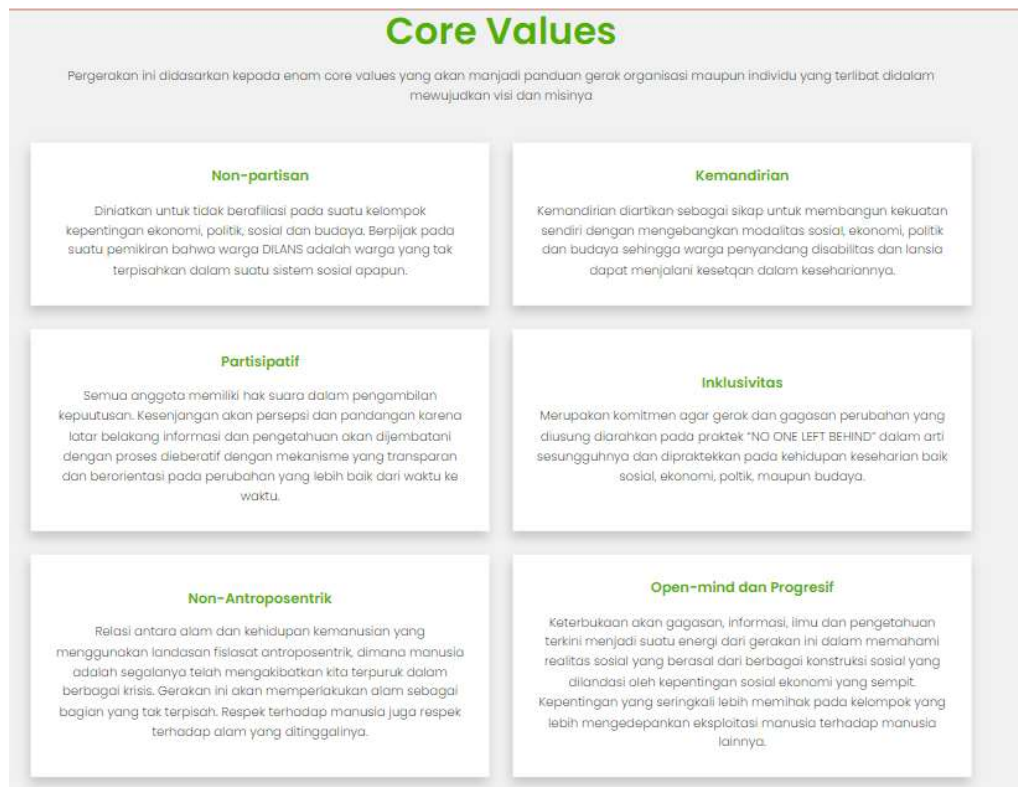 Core Values
Pergerakan ini didasarkan kepada enam core values yang akan manjadi panduan gerak organisasi maupun individu yang terlibat didalam
mewujudkan visi dan misinya
Non-partisan
Diniatkan untuk tidak berafiliasi pada suatu kelompok
kepentingan ekonomi, politik, sosial dan budaya. Berpijak pada
suatu pemikiran bahwa warga DILANS adalah warga yang tak
terpisahkan dalam suatu sistem sosial apapun.
Kemandirian
Kemandirian diartikan sebagai sikap untuk membangun kekuatan
sendiri dengan mengebangkan modalitas sosial, ekonomi, politik
dan budaya sehingga warga penyandang disabilitas dan lansia
dapat menjalani kesetqan dalam kesehariannya.
Partisipatif
Semua anggota memiliki hak suara dalam pengambilan
kepuutusan. Kesenjangan akan persepsi dan pandangan karena
latar belakang informasi dan pengetahuan akan dijembatani
dengan proses dieberatif dengan mekanisme yang transparan
dan berorientasi pada perubahan yang lebih baik dari waktu ke
waktu.
Inklusivitas
Merupakan komitmen agar gerak dan gagasan perubahan yang
diusung diarahkan pada praktek “NO ONE LEFT BEHIND” dalam arti
sesungguhnya dan dipraktekkan pada kehidupan keseharian baik
sosial, ekonomi, poltik, maupun budaya.
Non-Antroposentrik
Relasi antara alam dan kehidupan kemanusian yang
menggunakan landasan fislasat antroposentrik, dimana manusia
adalah segalanya telah mengakibatkan kita terpuruk dalam
berbagai krisis. Gerakan ini akan memperlakukan alam sebagai
bagian yang tak terpisah. Respek terhadap manusia juga respek
terhadap alam yang ditinggalinya.
Open-mind dan Progresif
Keterbukaan akan gagasan, informasi, ilmu dan pengetahuan
terkini menjadi suatu energi dari gerakan ini dalam memahami
realitas sosial yang berasal dari berbagai konstruksi sosial yang
dilandasi oleh kepentingan sosial ekonomi yang sempit.
Kepentingan yang seringkali lebih memihak pada kelompok yang
lebih mengedepankan eksploitasi manusia terhadap manusia
lainnya.